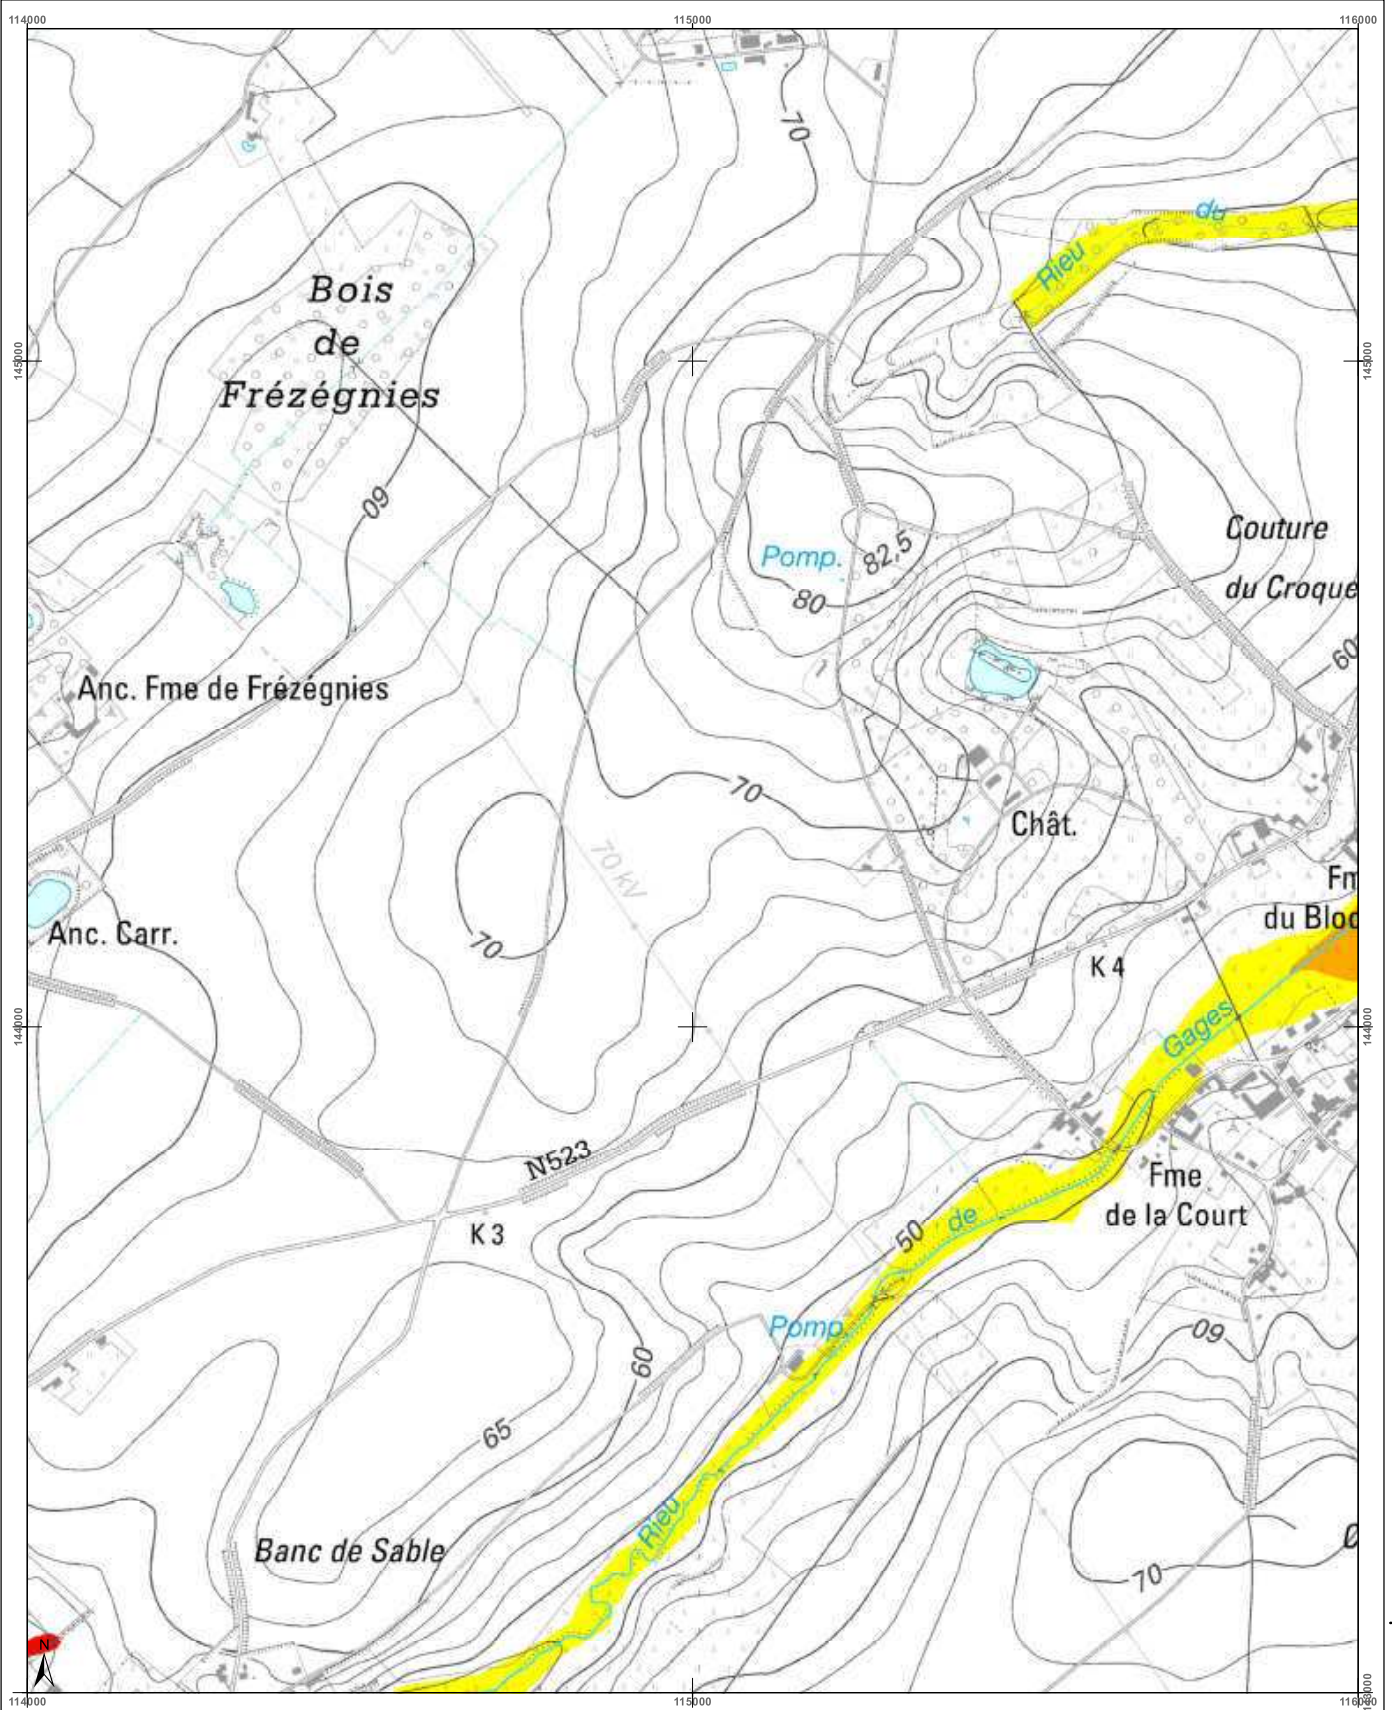 114000
115000
116000
70
du
Rieu
Bois
de
Frézégnies
145000
145000
60
Couture
du Croque
Pomp.
82,5
80
60
Anc. Fme de Frézégnies
70
Chât.
70 kV
Fm
du Bloc
Anc. Carr.
70
K 4
144000
144000
Gages
N523
Fme
de la Court
de
50
K 3
Pomp.
60
60
65
Rieu
Banc de Sable
70
N
114000
115000
116000